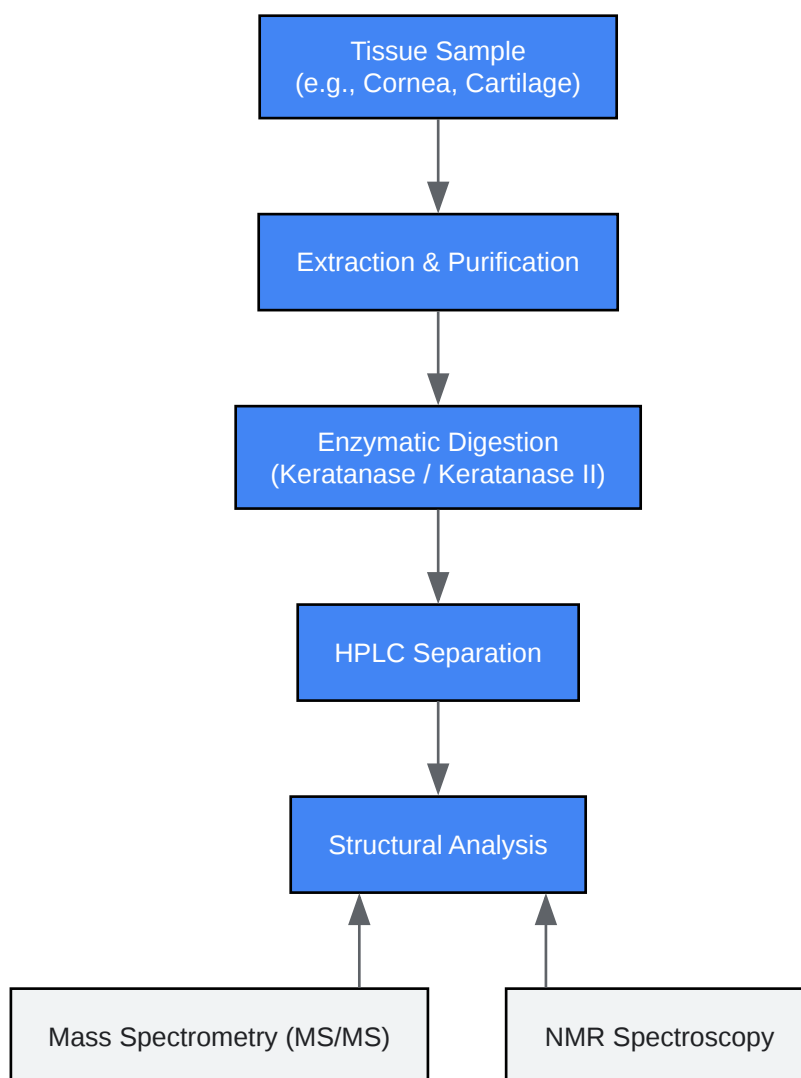 Tissue Sample
(e.g., Cornea, Cartilage)
Extraction & Purification
Enzymatic Digestion
(Keratanase / Keratanase II)
HPLC Separation
Structural Analysis
Mass Spectrometry (MS/MS)
NMR Spectroscopy